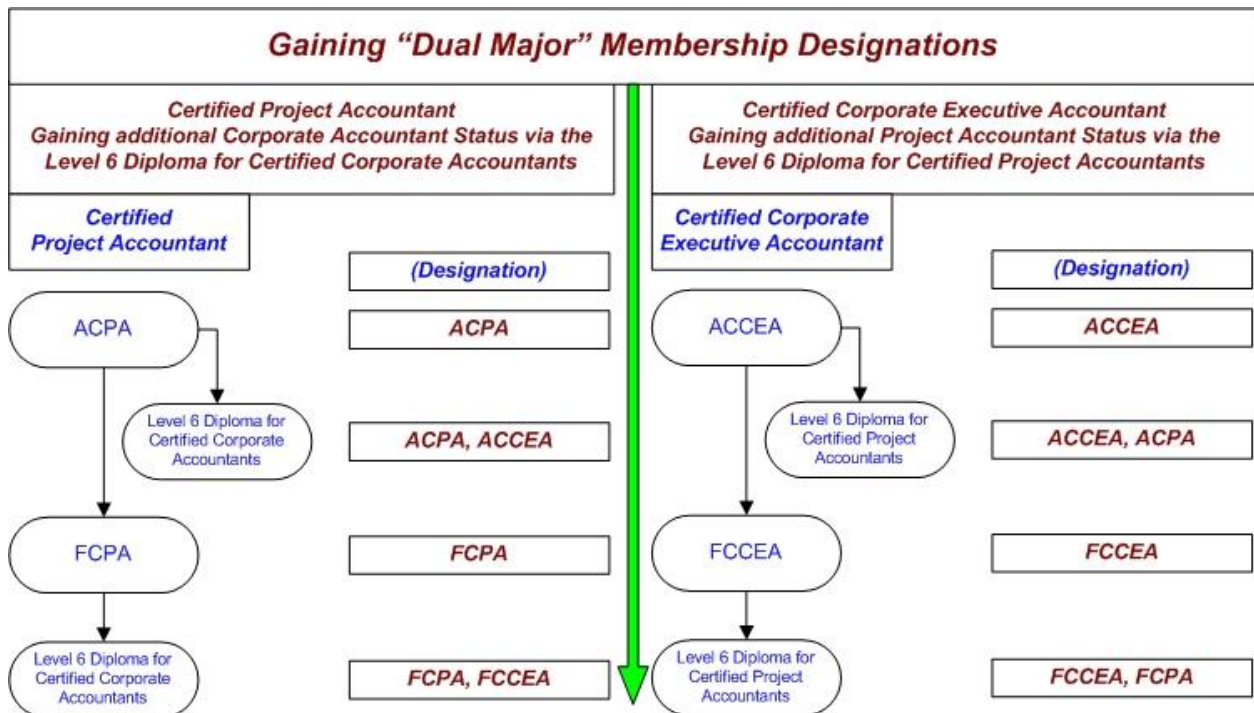 Gaining “Dual Major” Membership Designations
Certified Project Accountant
Gaining additional Corporate Accountant Status via the
Level 6 Diploma for Certified Corporate Accountants
Certified
Project Accountant
(Designation)
ACPA
ACPA
Level 6 Diploma for
Certified Corporate
Accountants
ACPA, ACCEA
FCPA
FCPA
Level 6 Diploma for
Certified Corporate
Accountants
FCPA, FCCEA
Certified Corporate Executive Accountant
Gaining additional Project Accountant Status via the
Level 6 Diploma for Certified Project Accountants
Certified Corporate
Executive Accountant
(Designation)
ACCEA
ACCEA
Level 6 Diploma for
Certified Project
Accountants
ACCEA, ACPA
FCCEA
FCCEA
Level 6 Diploma for
Certified Project
Accountants
FCCEA, FCPA